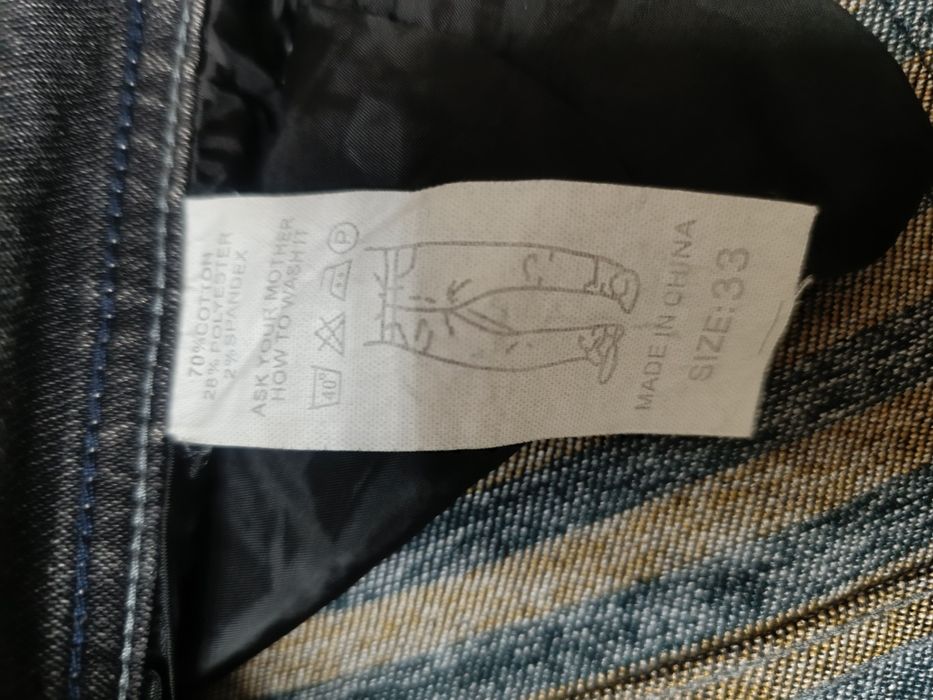 70%COTTON
28%POLYESTER
2%SPANDEX
ASK YOUR MOTHER
HOW TO WASH IT
40° P
MADE IN CHINA
SIZE:33